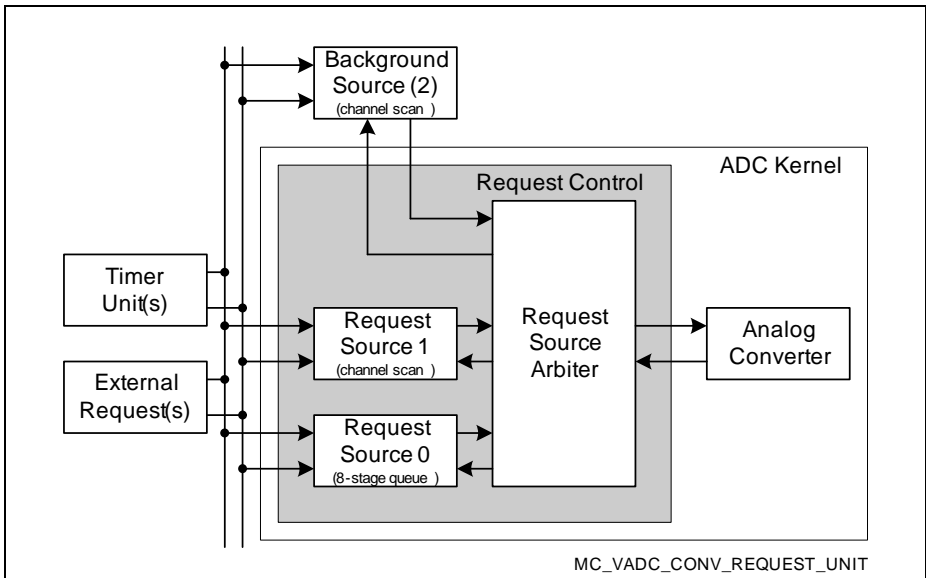 Background
Source (2)
(channel scan )
ADC Kernel
Request Control
Timer
Unit(s)
Request
Source 1
(channel scan )
Request
Source
Arbiter
Analog
Converter
External
Request(s)
Request
Source 0
(8-stage queue )
MC_VADC_CONV_REQUEST_UNIT